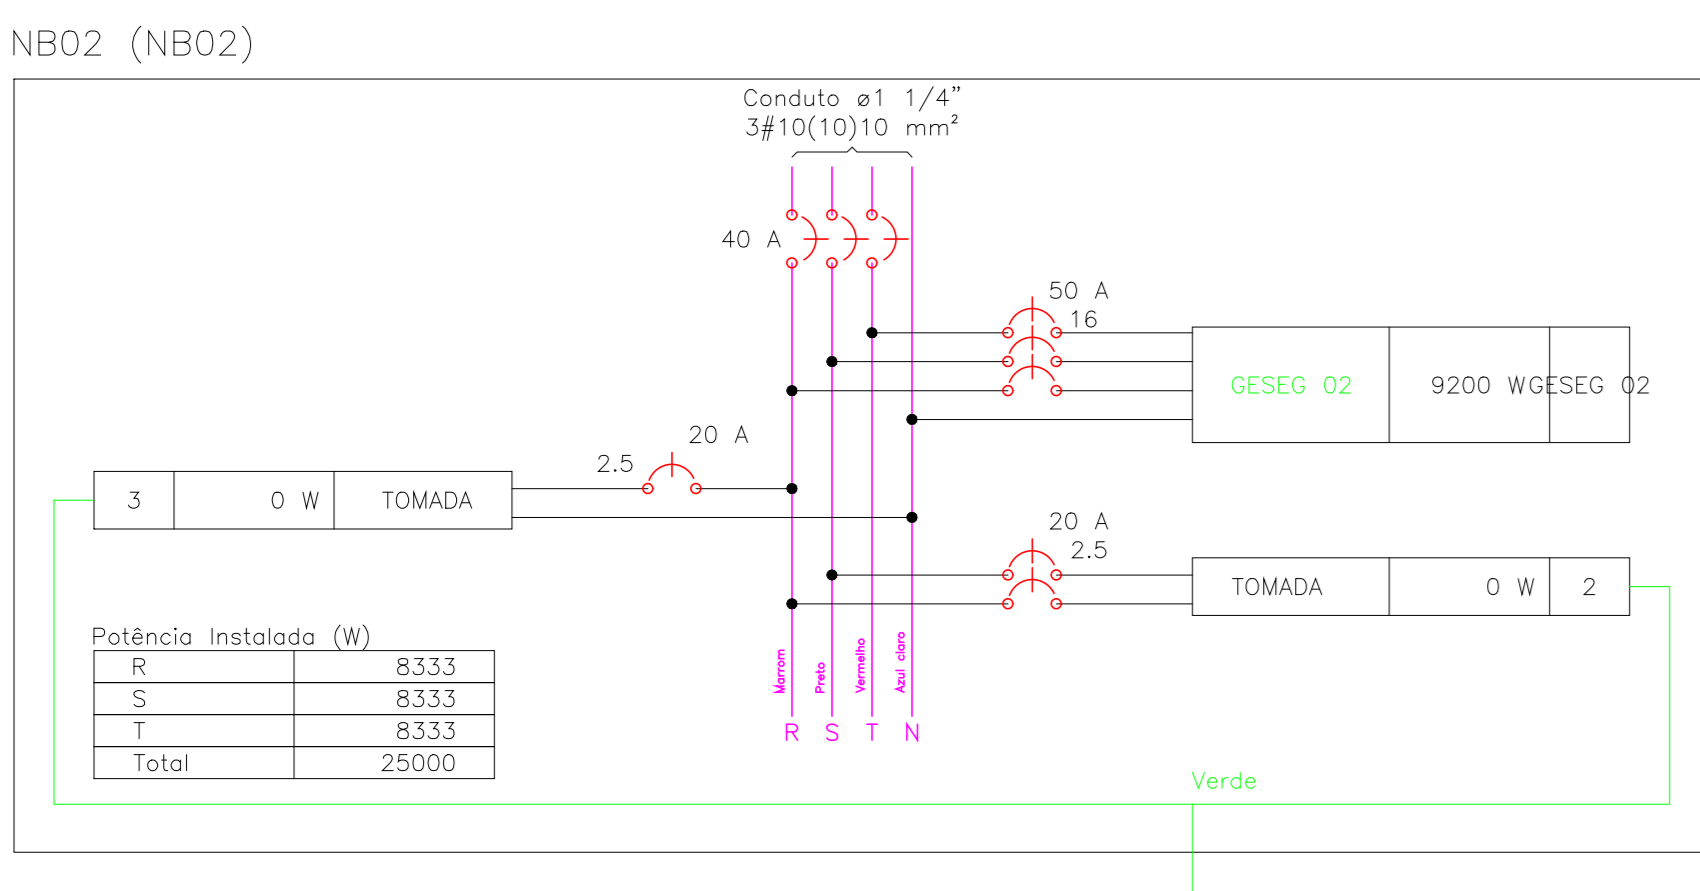 NB02 (NB02)
Conduto ø1 1/4”
3#10(10)10 mm²
40 A
50 A
16
GESEG 02 9200 W GESEG 02
20 A
2.5
3 0 W TOMADA
20 A
2.5
TOMADA 0 W 2
Potência Instalada (W)
R 8333
S 8333
T 8333
Total 25000
Marrom
Preto
Vermelho
Azul claro
R S T N
Verde